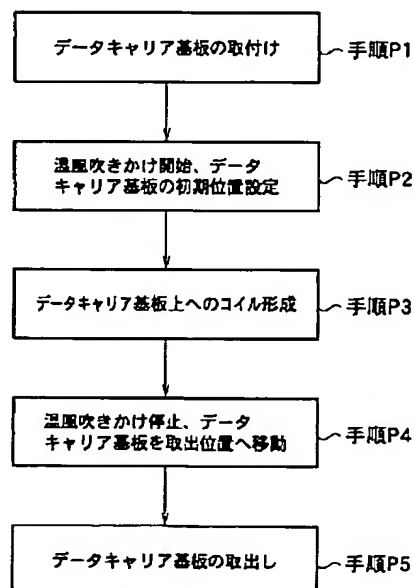 データキャリア基板の取付け
手順P1
温風吹きかけ開始、データ
キャリア基板の初期位置設定
手順P2
データキャリア基板上へのコイル形成
手順P3
温風吹きかけ停止、データ
キャリア基板を取出位置へ移動
手順P4
データキャリア基板の取出し
手順P5